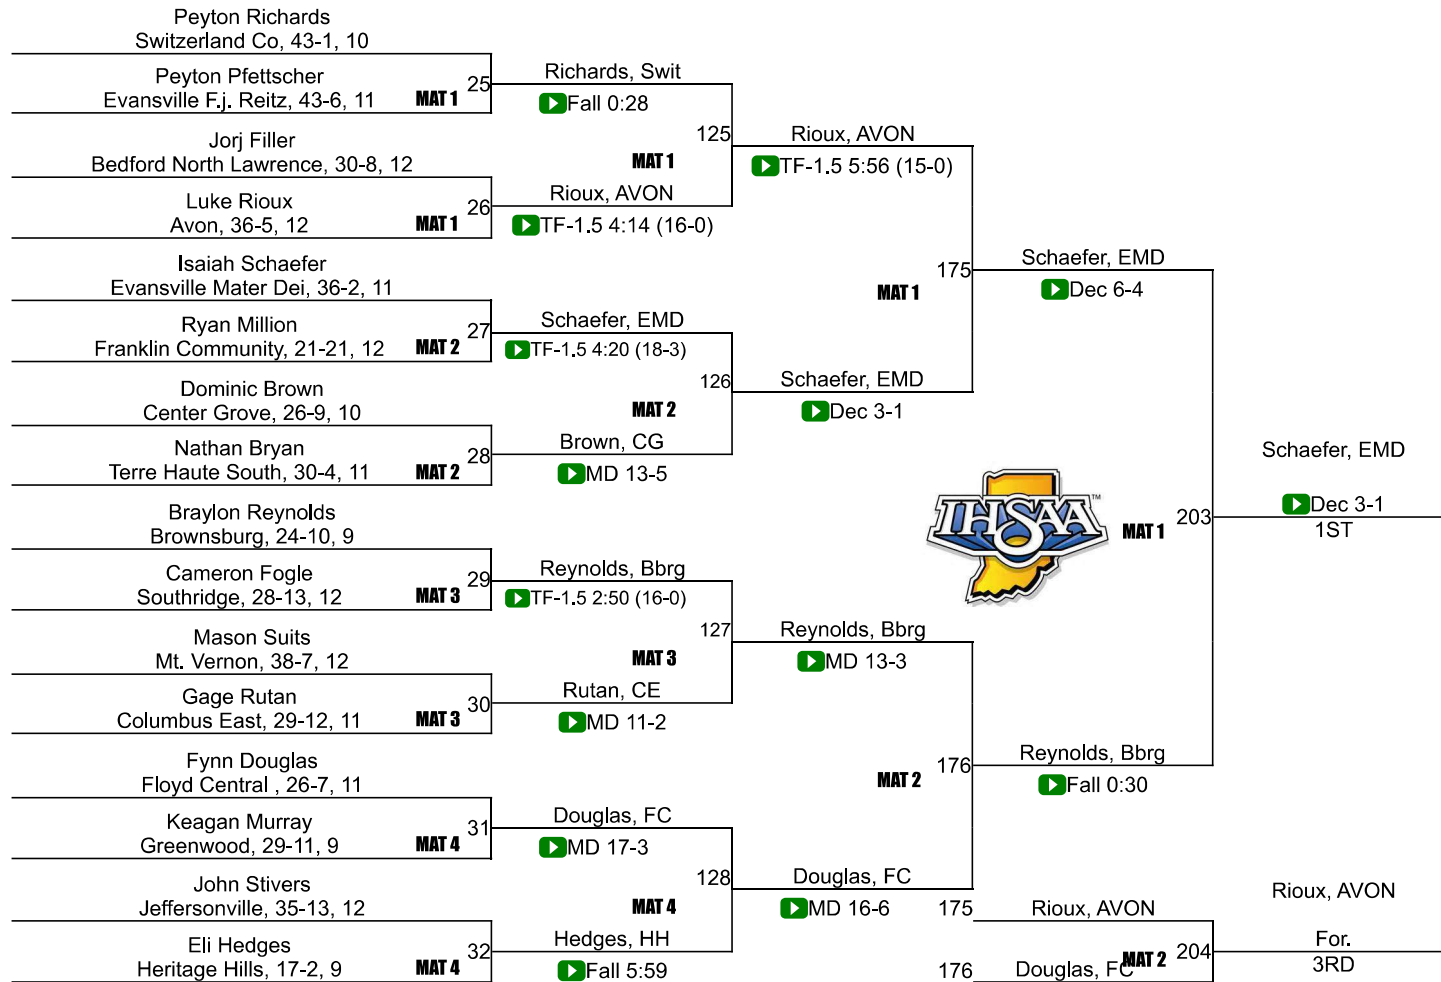 Peyton Richards
Switzerland Co, 43-1, 10
Peyton Pfettscher
Evansville F.j. Reitz, 43-6, 11
MAT 1
25
Richards, Swit
Fall 0:28
Jorj Filler
Bedford North Lawrence, 30-8, 12
Luke Rioux
Avon, 36-5, 12
MAT 1
26
Rioux, AVON
TF-1.5 4:14 (16-0)
125
MAT 1
Rioux, AVON
TF-1.5 5:56 (15-0)
Isaiah Schaefer
Evansville Mater Dei, 36-2, 11
Ryan Million
Franklin Community, 21-21, 12
MAT 2
27
Schaefer, EMD
TF-1.5 4:20 (18-3)
Dominic Brown
Center Grove, 26-9, 10
Nathan Bryan
Terre Haute South, 30-4, 11
MAT 2
28
Brown, CG
MD 13-5
126
MAT 2
Schaefer, EMD
Dec 3-1
175
MAT 1
Schaefer, EMD
Dec 6-4
Braylon Reynolds
Brownsburg, 24-10, 9
Cameron Fogle
Southridge, 28-13, 12
MAT 3
29
Reynolds, Bbrg
TF-1.5 2:50 (16-0)
Mason Suits
Mt. Vernon, 38-7, 12
Gage Rutan
Columbus East, 29-12, 11
MAT 3
30
Rutan, CE
MD 11-2
127
MAT 3
Reynolds, Bbrg
MD 13-3
Fynn Douglas
Floyd Central , 26-7, 11
Keagan Murray
Greenwood, 29-11, 9
MAT 4
31
Douglas, FC
MD 17-3
John Stivers
Jeffersonville, 35-13, 12
Eli Hedges
Heritage Hills, 17-2, 9
MAT 4
32
Hedges, HH
Fall 5:59
128
MAT 4
Douglas, FC
MD 16-6
176
MAT 2
Reynolds, Bbrg
Fall 0:30
IHSAA™
MAT 1
203
Schaefer, EMD
Dec 3-1
1ST
175
Rioux, AVON
176
Douglas, FC
MAT 2
204
Rioux, AVON
For.
3RD